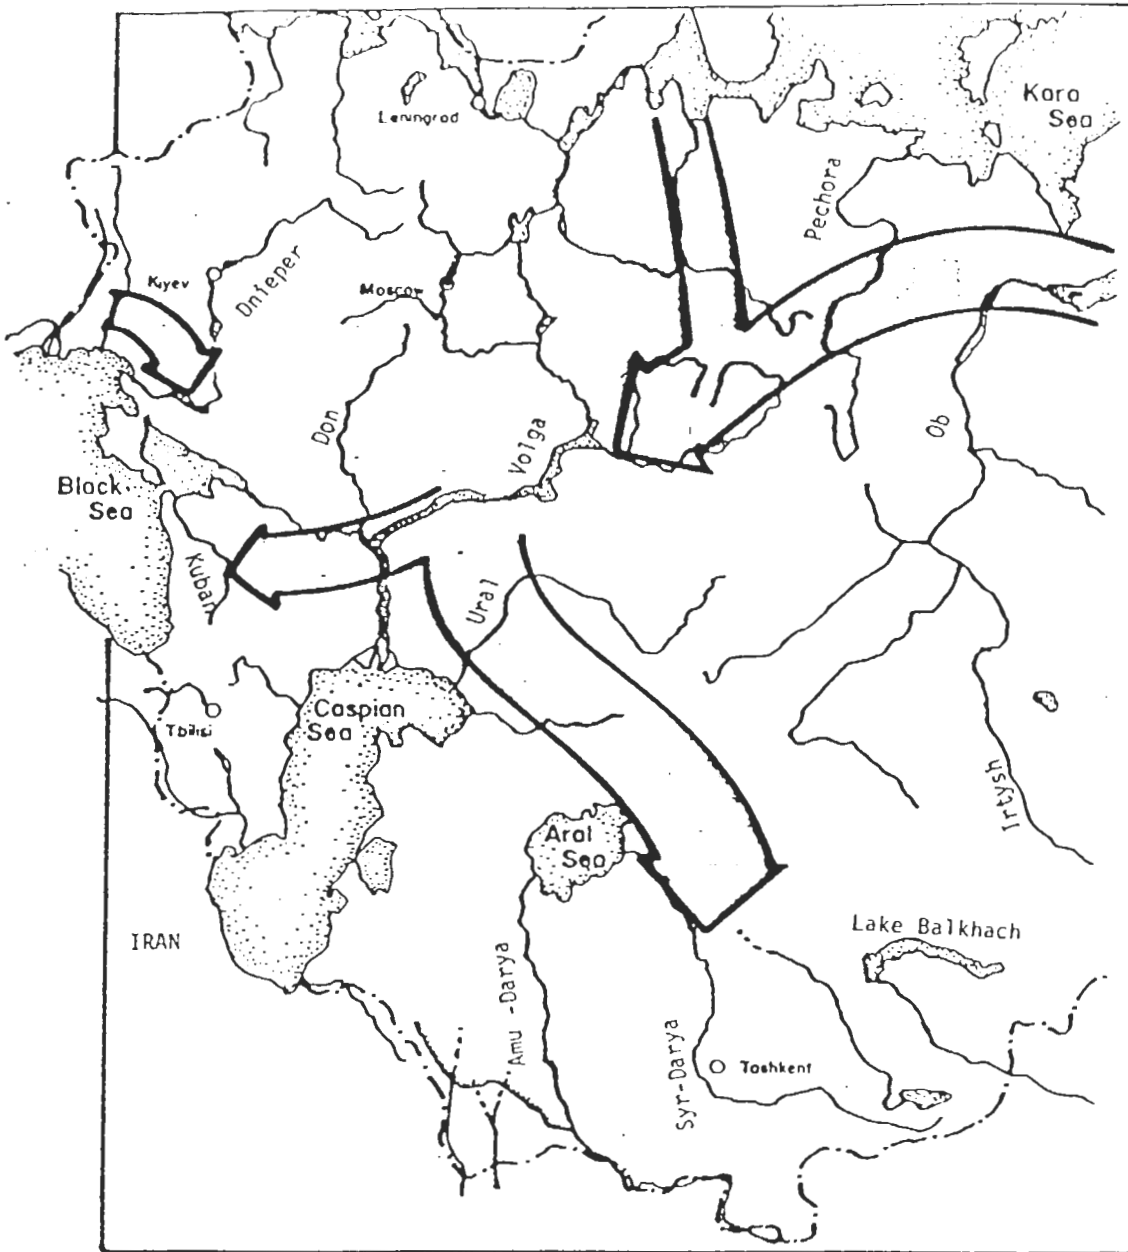 Leningrad
Kara
Sea
Pechora
Kiyev
Dnieper
Moscow
Don
Volga
Ob
Black
Sea
Kuban
Ural
Caspian
Sea
Tbilisi
Irtysh
Aral
Sea
IRAN
Lake Balkhach
Amu -Darya
Syr-Darya
Tashkent